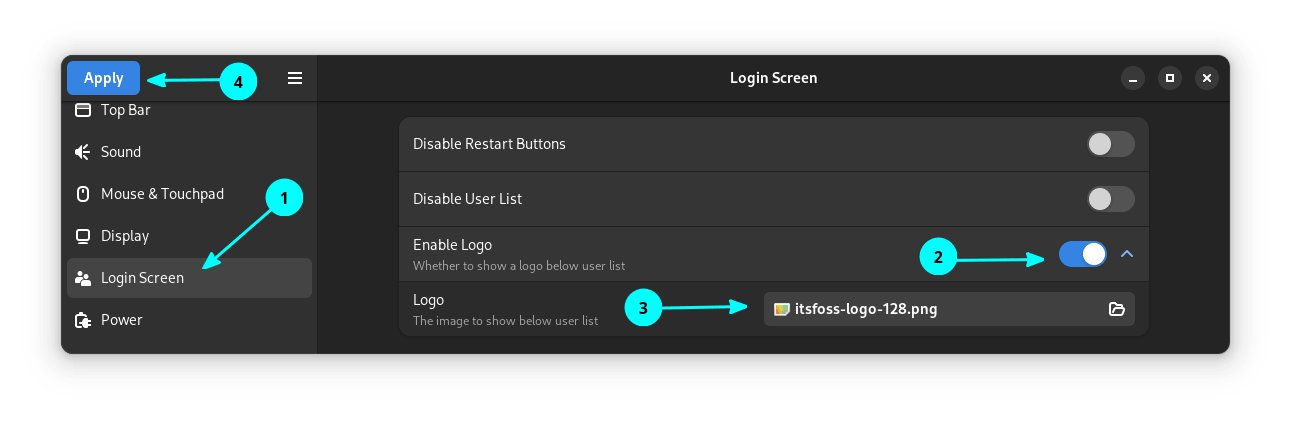 Apply
4
Login Screen
Top Bar
Sound
Mouse & Touchpad
1
Display
Login Screen
Power
Disable Restart Buttons
Disable User List
Enable Logo
Whether to show a logo below user list
2
Logo
The image to show below user list
3
itsfoss-logo-128.png